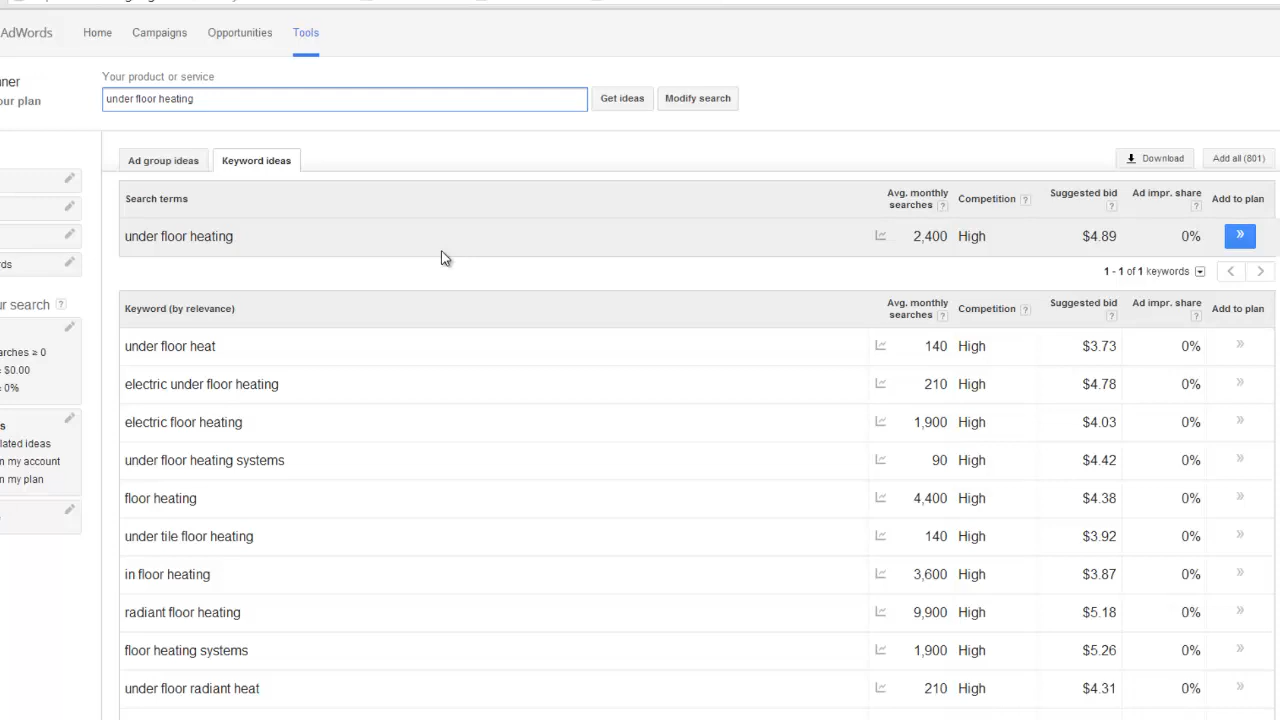 AdWords Home Campaigns Opportunities Tools
nner
our plan
Your product or service
under floor heating Get ideas Modify search
Ad group ideas Keyword ideas Download Add all (801)
Search terms Avg. monthly searches ? Competition ? Suggested bid ? Ad impr. share ? Add to plan
under floor heating 2,400 High $4.89 0% »
1 - 1 of 1 keywords
rds
ur search ?
arches ≥ 0
≥ $0.00
≥ 0%
s
lated ideas
n my account
n my plan
Keyword (by relevance) Avg. monthly searches ? Competition ? Suggested bid ? Ad impr. share ? Add to plan
under floor heat 140 High $3.73 0% »
electric under floor heating 210 High $4.78 0% »
electric floor heating 1,900 High $4.03 0% »
under floor heating systems 90 High $4.42 0% »
floor heating 4,400 High $4.38 0% »
under tile floor heating 140 High $3.92 0% »
in floor heating 3,600 High $3.87 0% »
radiant floor heating 9,900 High $5.18 0% »
floor heating systems 1,900 High $5.26 0% »
under floor radiant heat 210 High $4.31 0% »